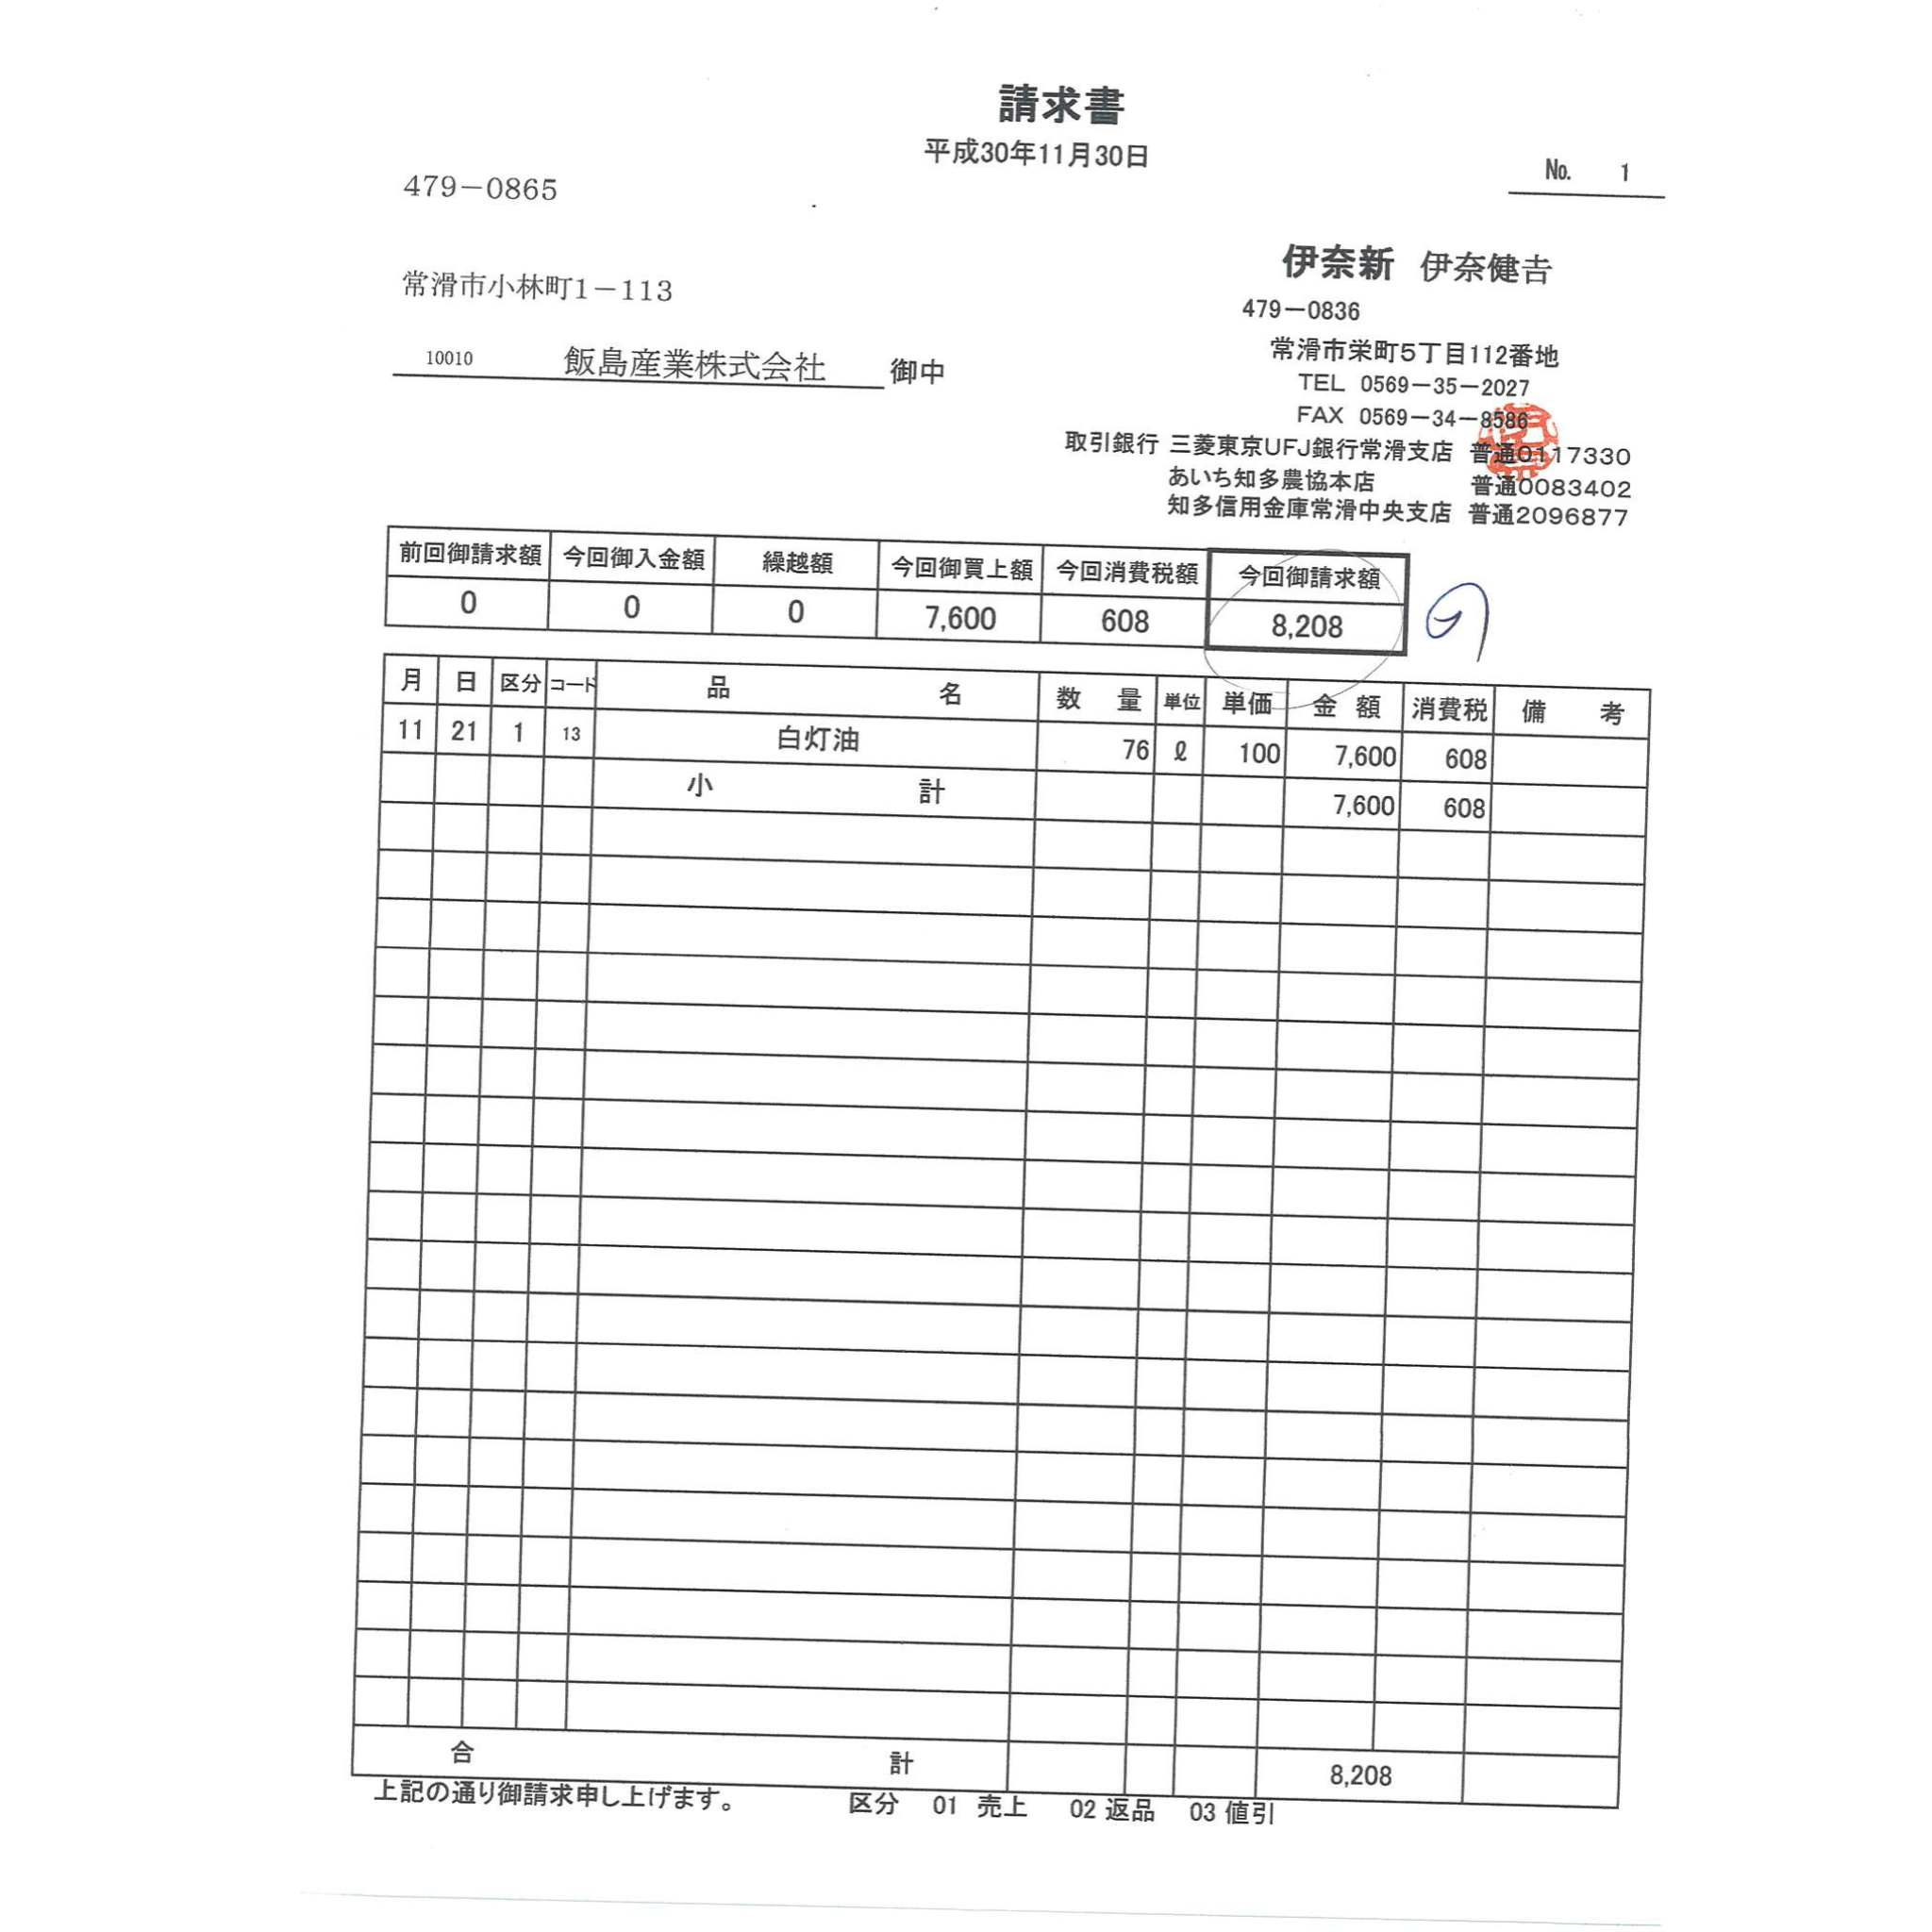 請求書
平成30年11月30日
No. 1
479－0865
常滑市小林町1－113
10010 飯島産業株式会社 御中
伊奈新 伊奈健𠮷
479－0836
常滑市栄町5丁目112番地
TEL 0569－35－2027
FAX 0569－34－8586
取引銀行 三菱東京UFJ銀行常滑支店 普通0117330
あいち知多農協本店 普通0083402
知多信用金庫常滑中央支店 普通2096877
前回御請求額 今回御入金額 繰越額 今回御買上額 今回消費税額 今回御請求額
0 0 0 7,600 608 8,208
月 日 区分 コード 品名 数量 単位 単価 金額 消費税 備考
11 21 1 13 白灯油 76 ℓ 100 7,600 608
小計 7,600 608
合計 8,208
上記の通り御請求申し上げます。 区分 01 売上 02 返品 03 値引